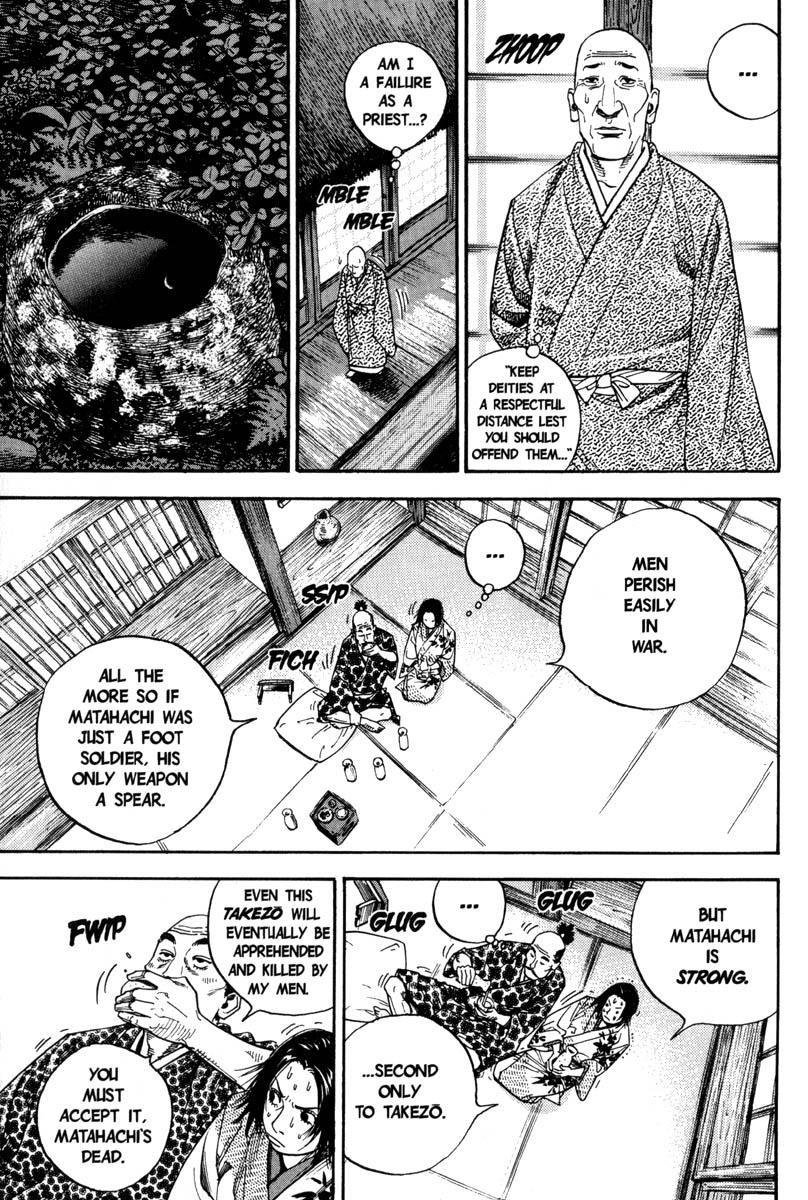 ...
ZHOOP
"KEEP
DEITIES AT
A RESPECTFUL
DISTANCE LEST
YOU SHOULD
OFFEND THEM..."
AM I
A FAILURE
AS A
PRIEST...?
MBLE
MBLE
MEN
PERISH
EASILY
IN
WAR.
...
SSIP
FICH
ALL THE
MORE SO IF
MATAHACHI WAS
JUST A FOOT
SOLDIER, HIS
ONLY WEAPON
A SPEAR.
BUT
MATAHACHI
IS
STRONG.
GLUG
...
GLUG
...SECOND
ONLY
TO TAKEZŌ.
EVEN THIS
TAKEZŌ WILL
EVENTUALLY BE
APPREHENDED
AND KILLED BY
MY MEN.
FWIP
YOU
MUST
ACCEPT IT,
MATAHACHI'S
DEAD.